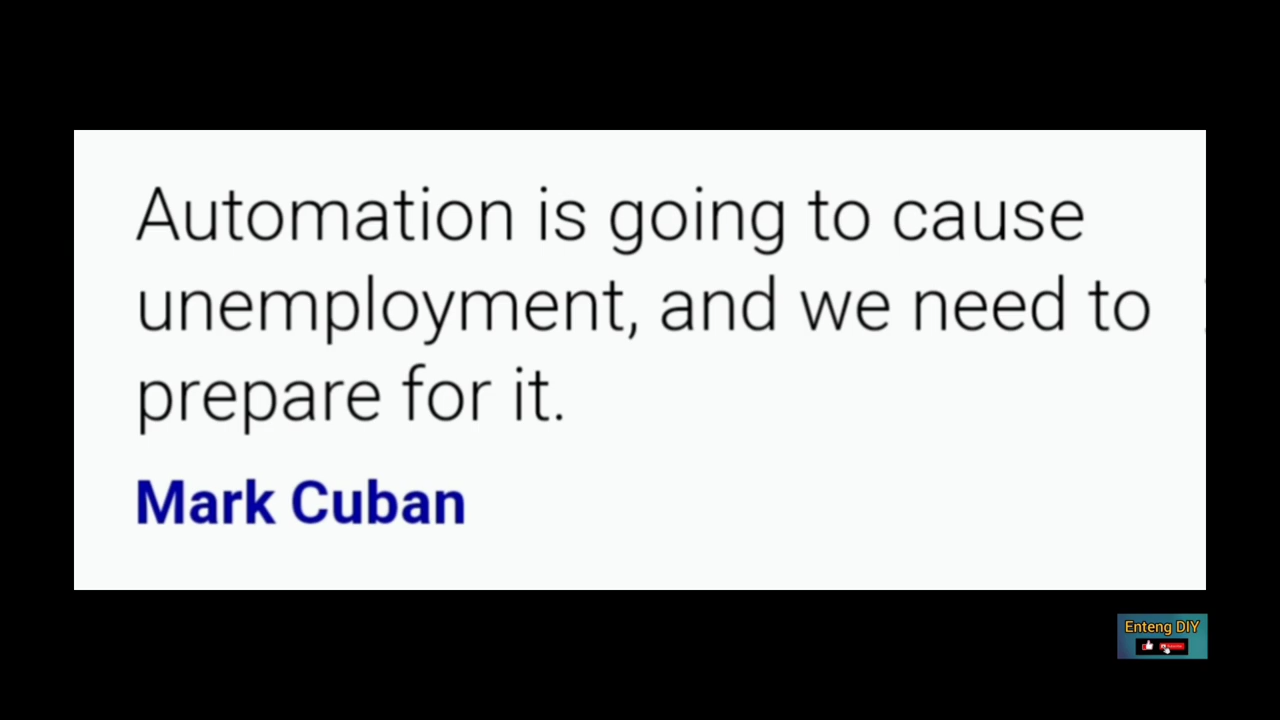 Automation is going to cause
unemployment, and we need to
prepare for it.
Mark Cuban
Enteng DIY